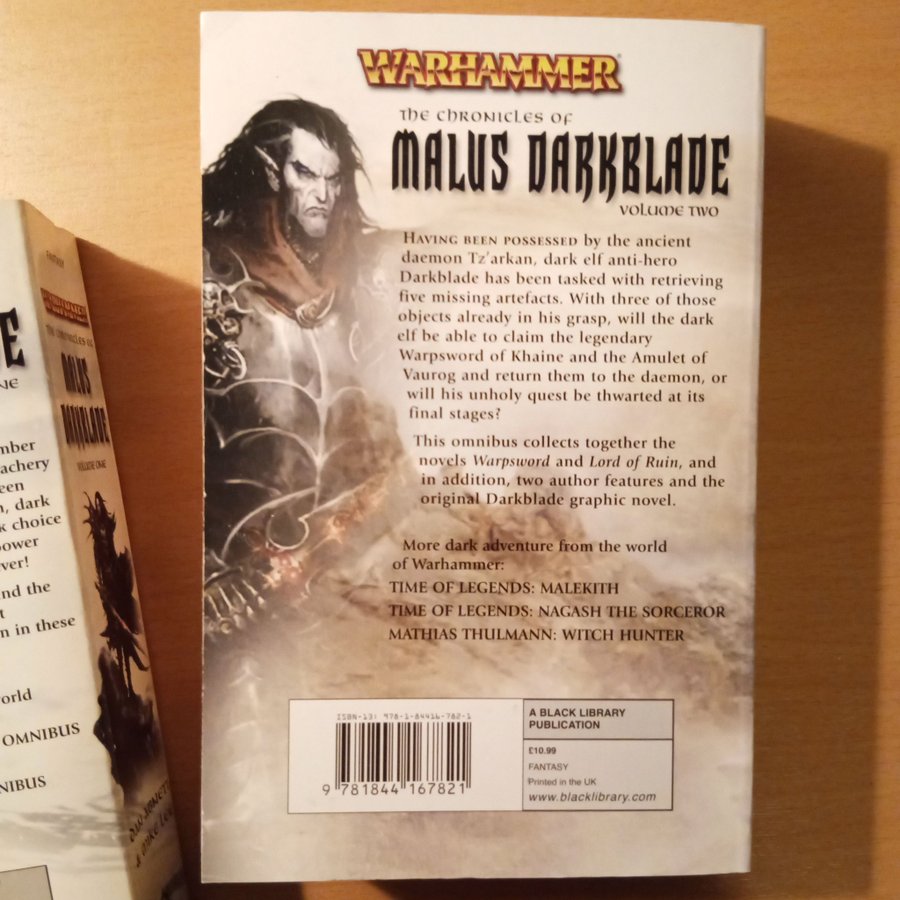 WARHAMMER
THE CHRONICLES OF
MALUS DARKBLADE
VOLUME TWO
HAVING BEEN POSSESSED by the ancient
daemon Tz'arkan, dark elf anti-hero
Darkblade has been tasked with retrieving
five missing artefacts. With three of those
objects already in his grasp, will the dark
elf be able to claim the legendary
Warpsword of Khaine and the Amulet of
Vaurog and return them to the daemon, or
will his unholy quest be thwarted at its
final stages?
This omnibus collects together the
novels Warpsword and Lord of Ruin, and
in addition, two author features and the
original Darkblade graphic novel.
More dark adventure from the world
of Warhammer:
TIME OF LEGENDS: MALEKITH
TIME OF LEGENDS: NAGASH THE SORCEROR
MATHIAS THULMANN: WITCH HUNTER
ISBN-13: 978-1-84416-782-1
9 781844 167821
A BLACK LIBRARY
PUBLICATION
£10.99
FANTASY
Printed in the UK
www.blacklibrary.com
FANTASY
WARHAMMER
THE CHRONICLES OF
MALUS
DARKBLADE
VOLUME ONE
DAN ABNETT
& MIKE LEE
DE
NE
mber
eachery
een
n, dark
k choice
power
ver!
nd the
t
n in these
orld
OMNIBUS
NIBUS